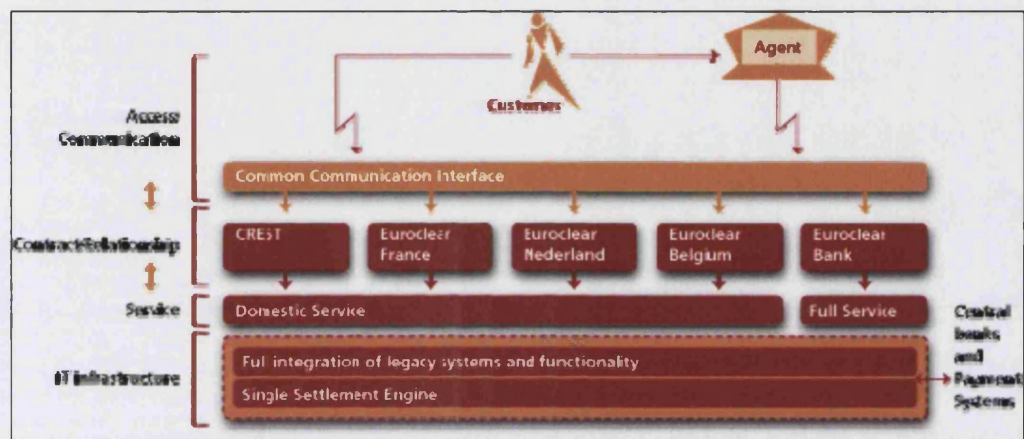 Agent
Customer
Access
Communication
Common Communication Interface
Contract Relationship
CREST
Euroclear
France
Euroclear
Nederland
Euroclear
Belgium
Euroclear
Bank
Service
Domestic Service
Full Service
Central
banks
and
Payment
Systems
IT infrastructure
Full integration of legacy systems and functionality
Single Settlement Engine